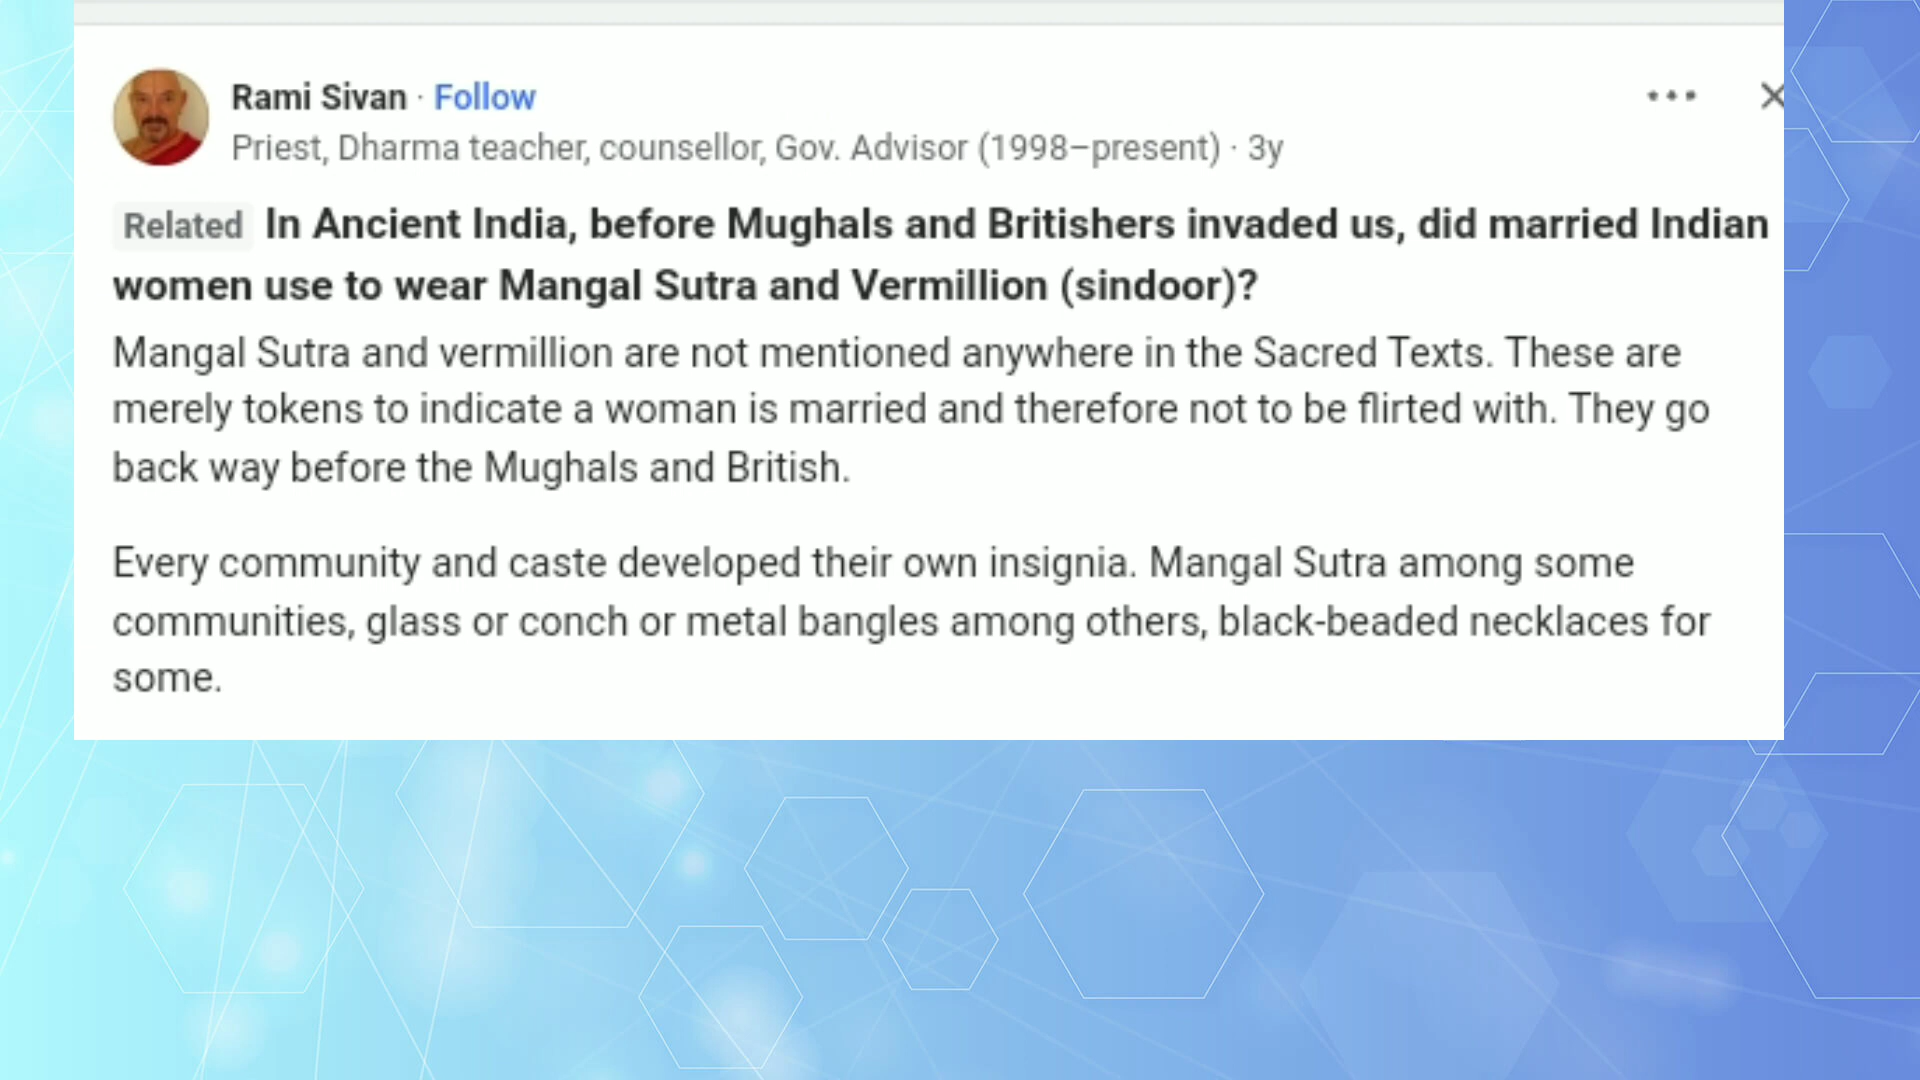 Rami Sivan · Follow
Priest, Dharma teacher, counsellor, Gov. Advisor (1998–present) · 3y
Related In Ancient India, before Mughals and Britishers invaded us, did married Indian
women use to wear Mangal Sutra and Vermillion (sindoor)?
Mangal Sutra and vermillion are not mentioned anywhere in the Sacred Texts. These are
merely tokens to indicate a woman is married and therefore not to be flirted with. They go
back way before the Mughals and British.
Every community and caste developed their own insignia. Mangal Sutra among some
communities, glass or conch or metal bangles among others, black-beaded necklaces for
some.